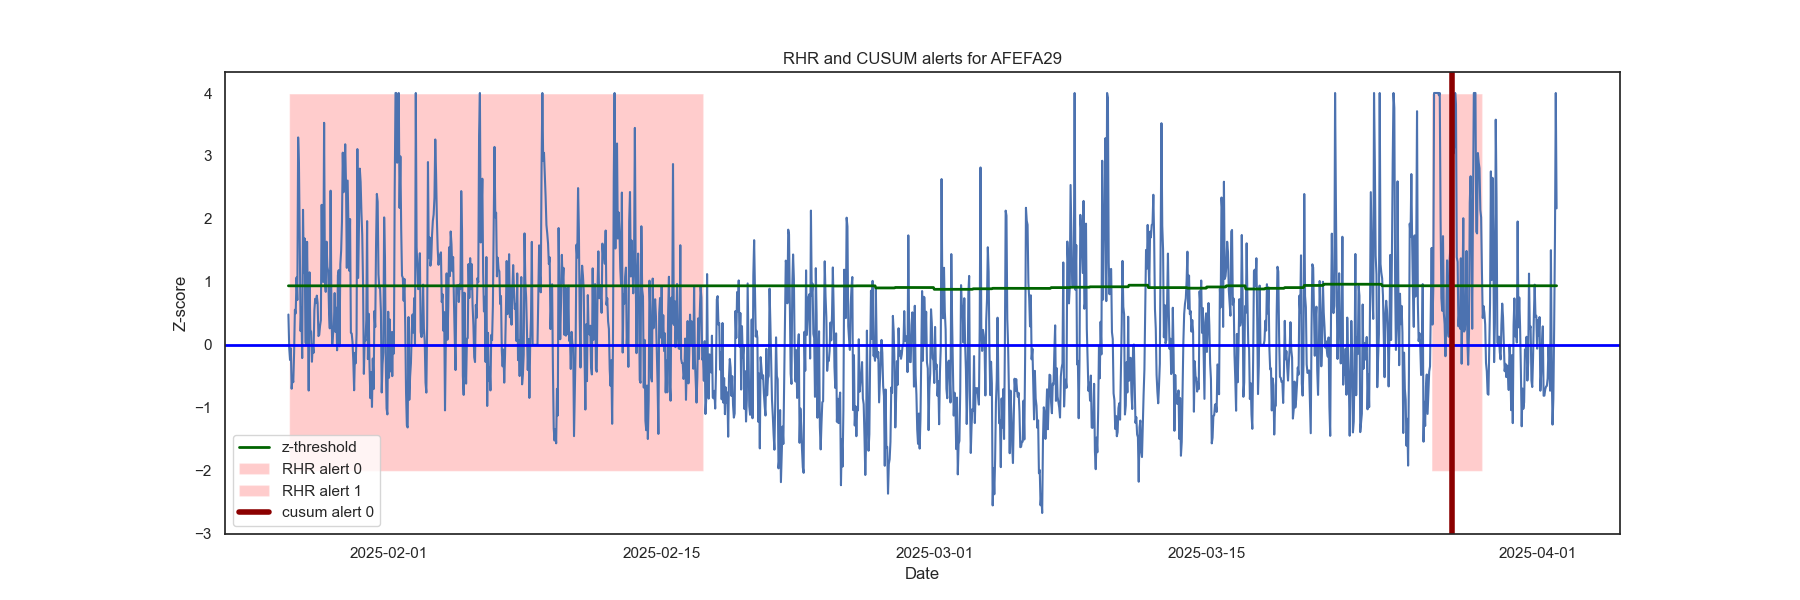 RHR and CUSUM alerts for AFEFA29
4
3
2
1
0
−1
−2
−3
Z-score
z-threshold
RHR alert 0
RHR alert 1
cusum alert 0
2025-02-01
2025-02-15
2025-03-01
2025-03-15
2025-04-01
Date